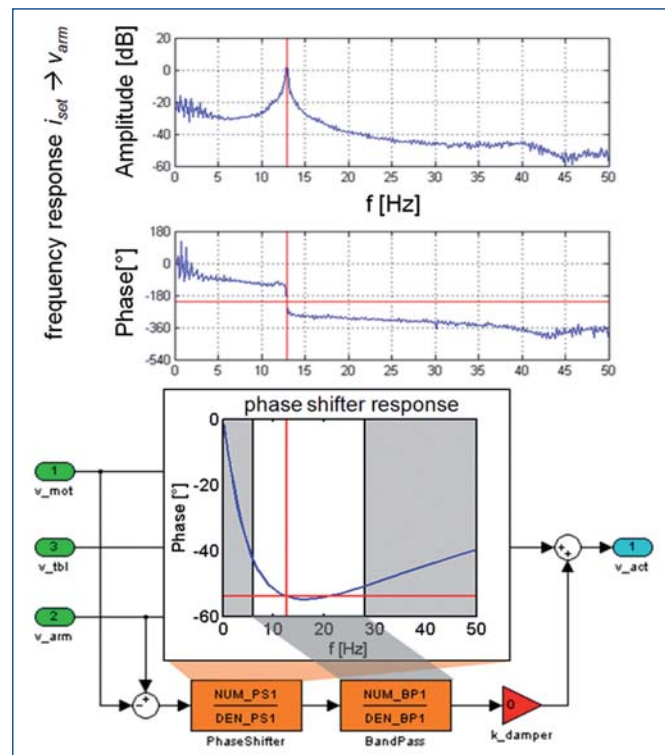 frequency response i_set → v_arm
Amplitude [dB]
20
0
-20
-40
-60
0 5 10 15 20 25 30 35 40 45 50
f [Hz]
Phase[°]
180
0
-180
-360
-540
0 5 10 15 20 25 30 35 40 45 50
phase shifter response
Phase [°]
0
-20
-40
-60
0 10 20 30 40 50
f [Hz]
1
v_mot
3
v_tbl
2
v_arm
1
v_act
NUM_PS1
DEN_PS1
PhaseShifter
NUM_BP1
DEN_BP1
BandPass
0
k_damper